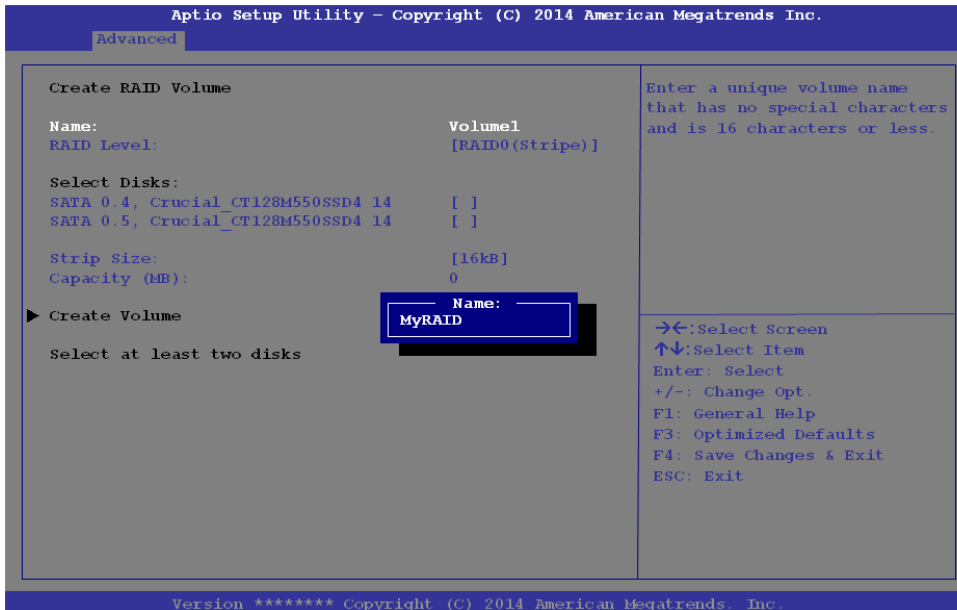 Aptio Setup Utility – Copyright (C) 2014 American Megatrends Inc.
Advanced
Create RAID Volume
Name: Volume1
RAID Level: [RAID0(Stripe)]
Select Disks:
SATA 0.4, Crucial_CT128M550SSD4 14 [ ]
SATA 0.5, Crucial_CT128M550SSD4 14 [ ]
Strip Size: [16kB]
Capacity (MB): 0
▶ Create Volume
Select at least two disks
Name:
MyRAID
Enter a unique volume name
that has no special characters
and is 16 characters or less.
→←:Select Screen
↑↓:Select Item
Enter: Select
+/-: Change Opt.
F1: General Help
F3: Optimized Defaults
F4: Save Changes & Exit
ESC: Exit
Version ******** Copyright (C) 2014 American Megatrends. Inc.